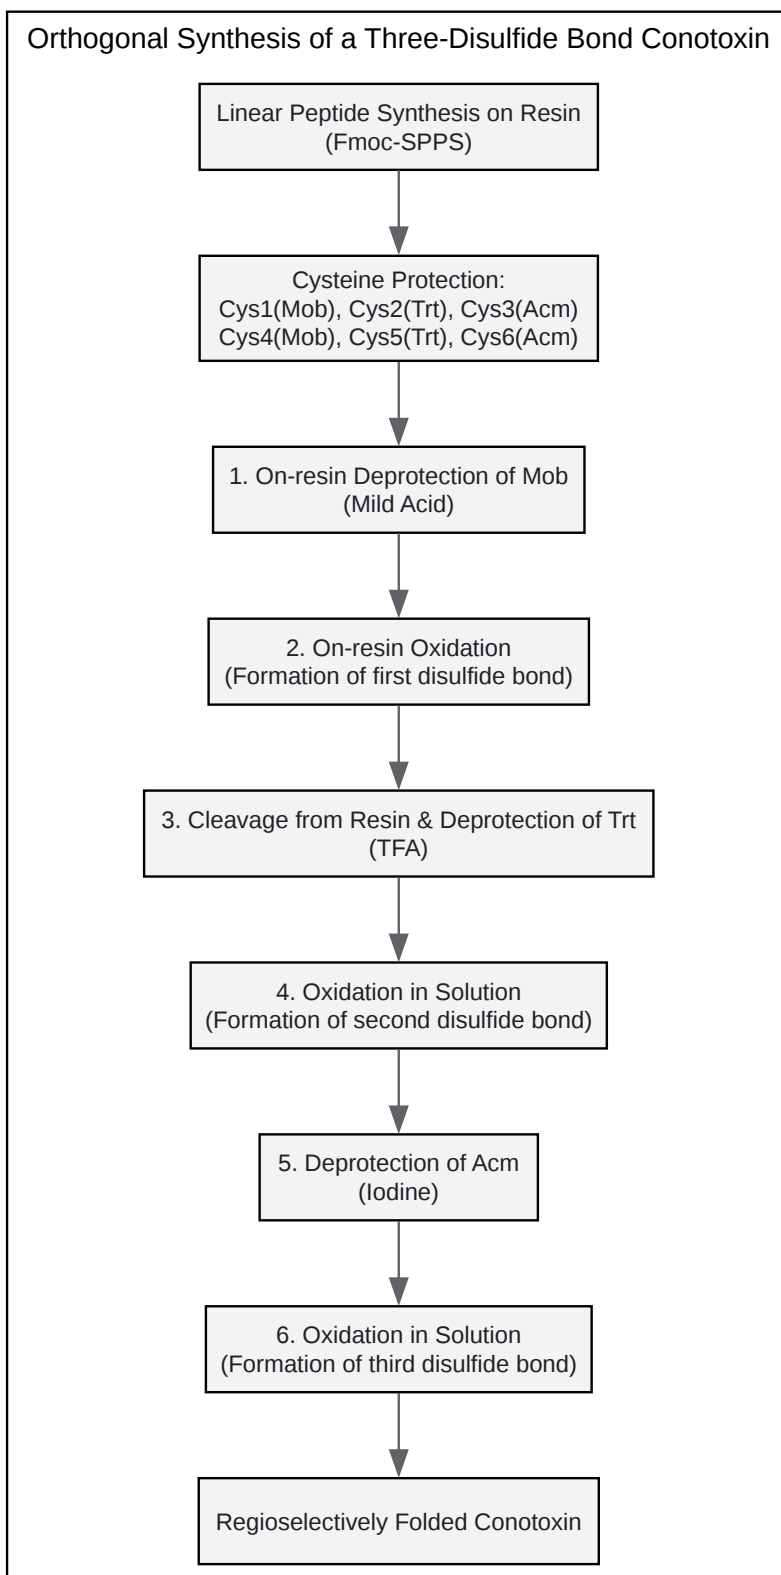 Orthogonal Synthesis of a Three-Disulfide Bond Conotoxin
Linear Peptide Synthesis on Resin
(Fmoc-SPPS)
Cysteine Protection:
Cys1(Mob), Cys2(Trt), Cys3(Acm)
Cys4(Mob), Cys5(Trt), Cys6(Acm)
1. On-resin Deprotection of Mob
(Mild Acid)
2. On-resin Oxidation
(Formation of first disulfide bond)
3. Cleavage from Resin & Deprotection of Trt
(TFA)
4. Oxidation in Solution
(Formation of second disulfide bond)
5. Deprotection of Acm
(Iodine)
6. Oxidation in Solution
(Formation of third disulfide bond)
Regioselectively Folded Conotoxin